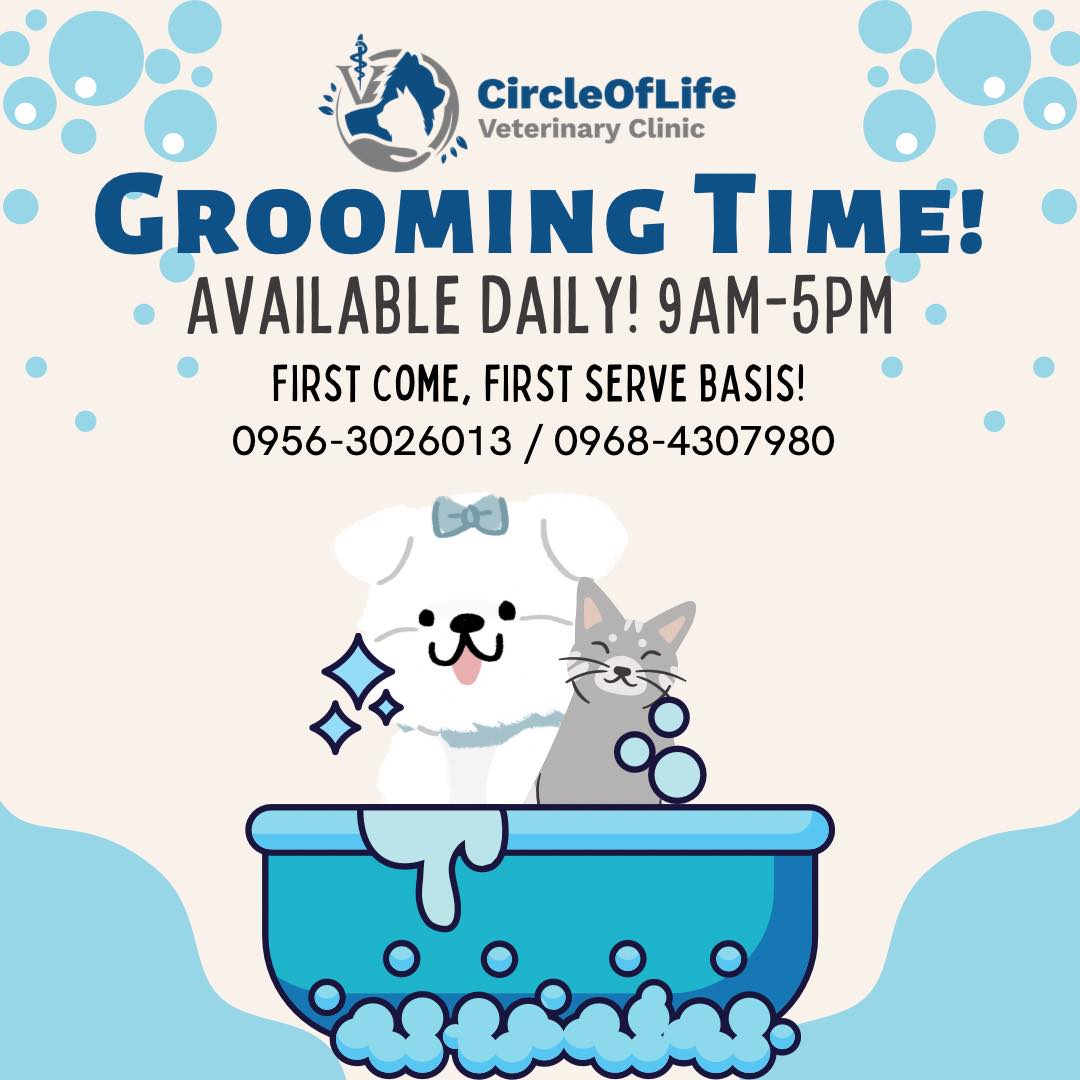 CircleOfLife
Veterinary Clinic
GROOMING TIME!
AVAILABLE DAILY! 9AM-5PM
FIRST COME, FIRST SERVE BASIS!
0956-3026013 / 0968-4307980